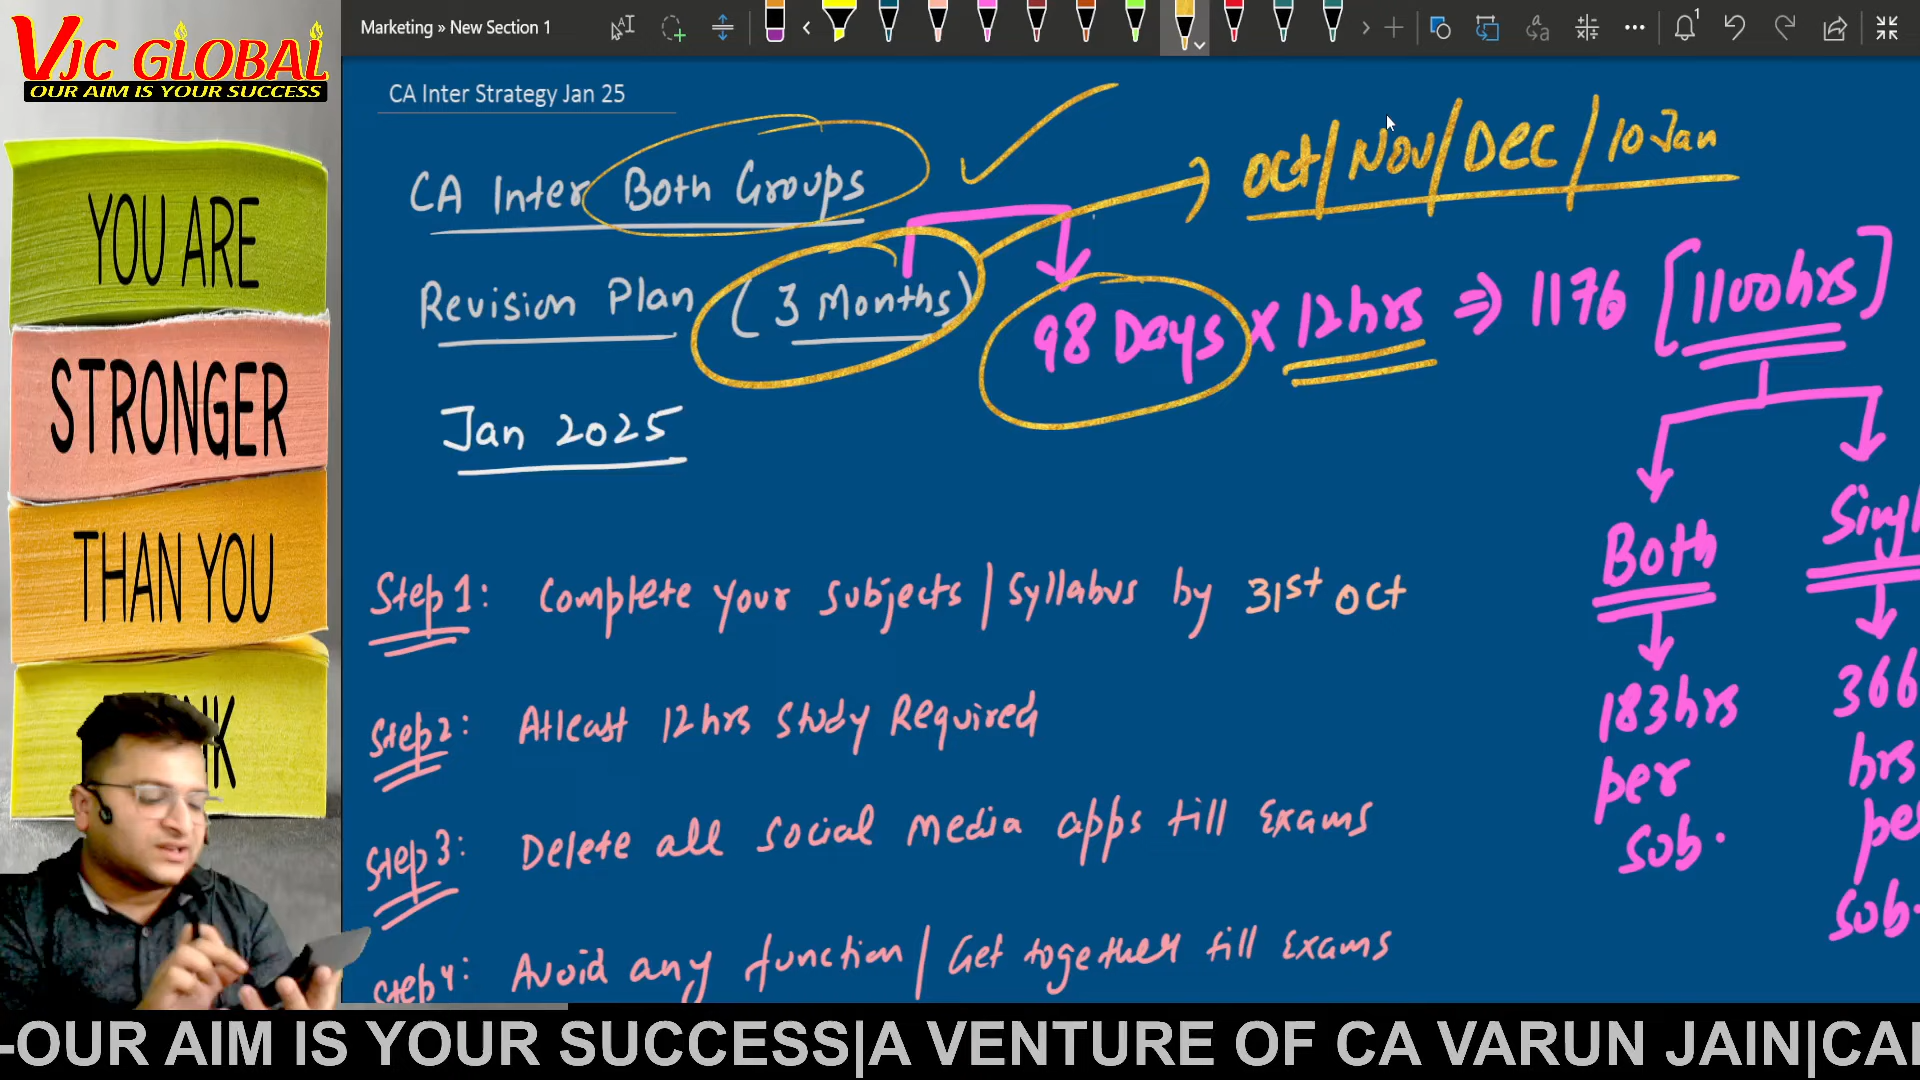 VJC GLOBAL
OUR AIM IS YOUR SUCCESS
YOU ARE
STRONGER
THAN YOU
Marketing » New Section 1
CA Inter Strategy Jan 25
CA Inter Both Groups
Oct/Nov/Dec/10 Jan
Revision Plan (3 Months)
98 Days x 12hrs ⇒ 1176 [1100hrs]
Jan 2025
Both
183hrs
per
sub.
366
hrs
sub.
Step 1: Complete your subjects/syllabus by 31st oct
Step 2: Atleast 12hrs study Required
Step 3: Delete all social media apps till Exams
Step 4: Avoid any function/Get together till Exams
-OUR AIM IS YOUR SUCCESS|A VENTURE OF CA VARUN JAIN|CA